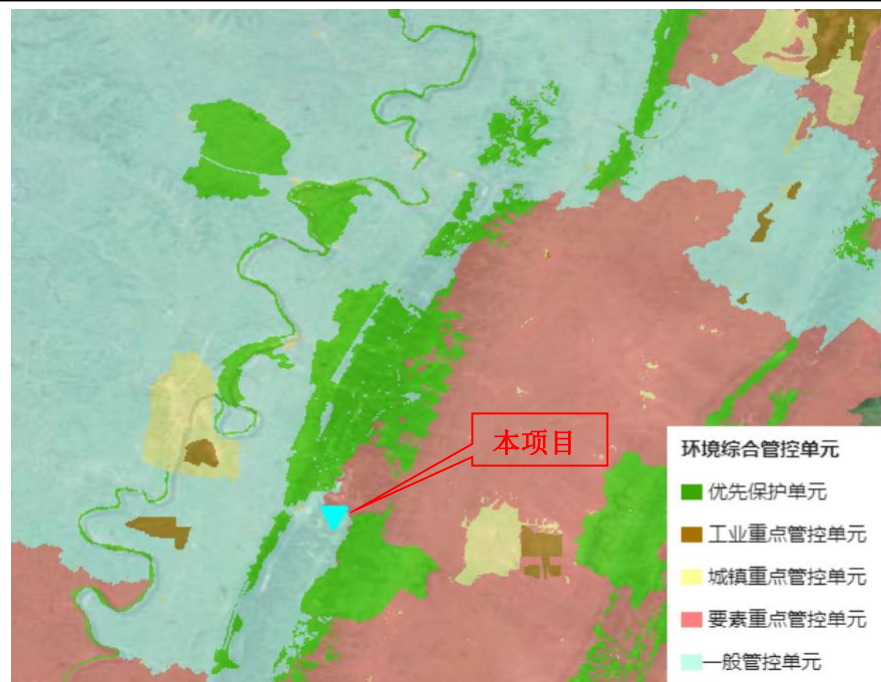 本项目
环境综合管控单元
优先保护单元
工业重点管控单元
城镇重点管控单元
要素重点管控单元
一般管控单元